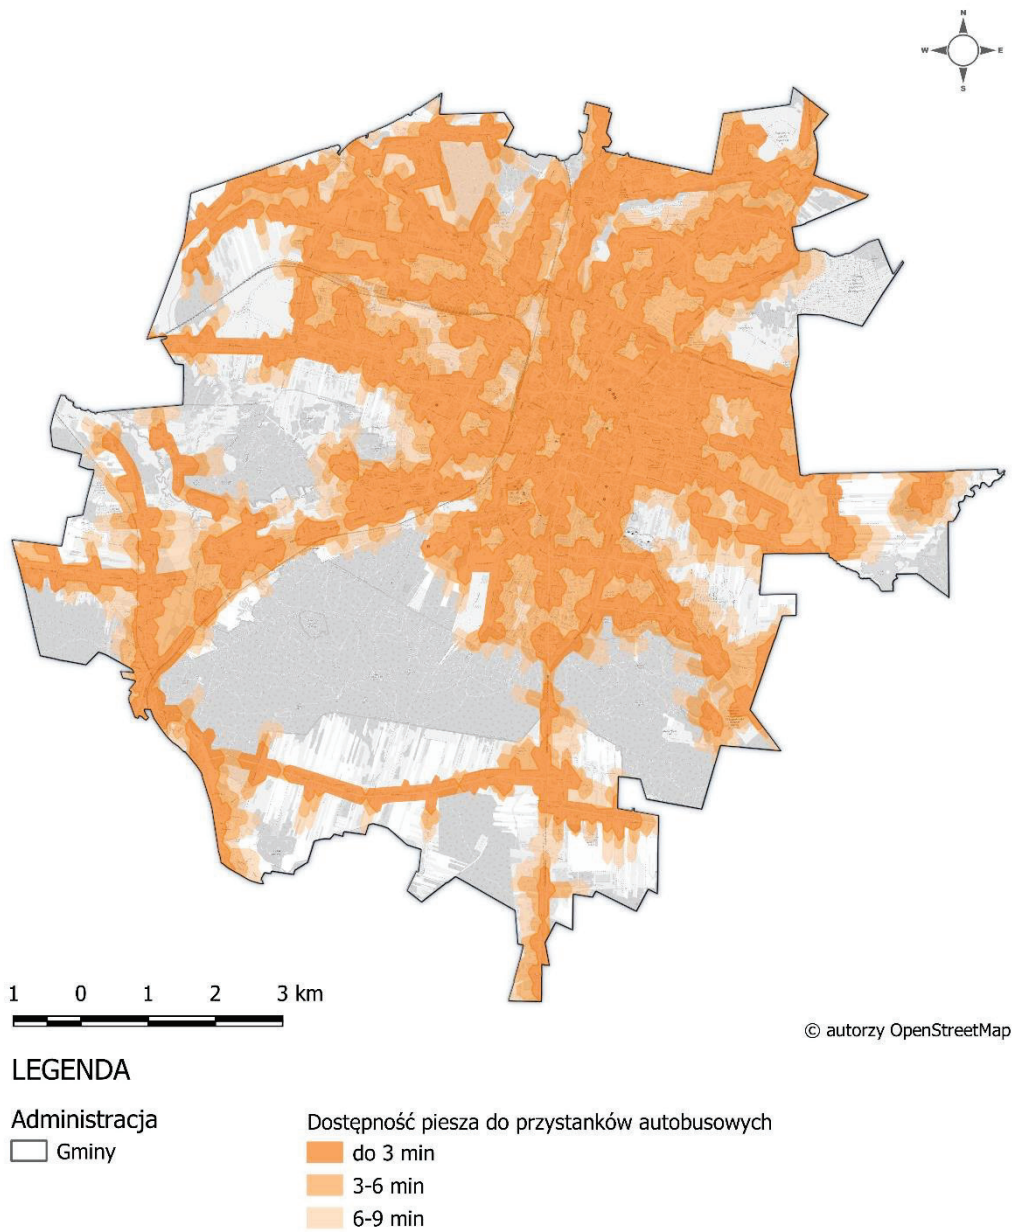 N
W E
S
1 0 1 2 3 km
© autorzy OpenStreetMap
LEGENDA
Administracja
Gminy
Dostępność piesza do przystanków autobusowych
do 3 min
3-6 min
6-9 min